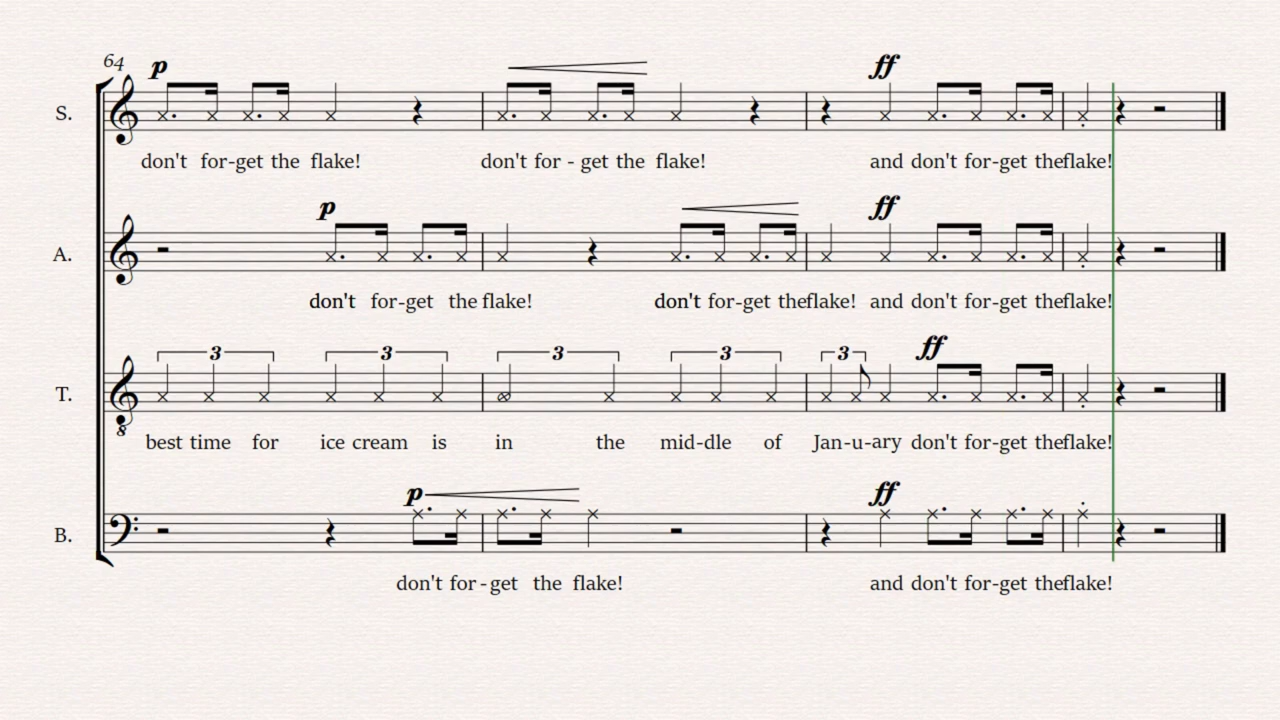 64
p ff
S.
don't for-get the flake! don't for - get the flake! and don't for-get theflake!
p ff
A.
don't for-get the flake! don't for-get theflake! and don't for-get theflake!
3 3 3 3 3 ff
T.
8
best time for ice cream is in the mid-dle of Jan-u-ary don't for-get theflake!
p ff
B.
don't for-get the flake! and don't for-get theflake!